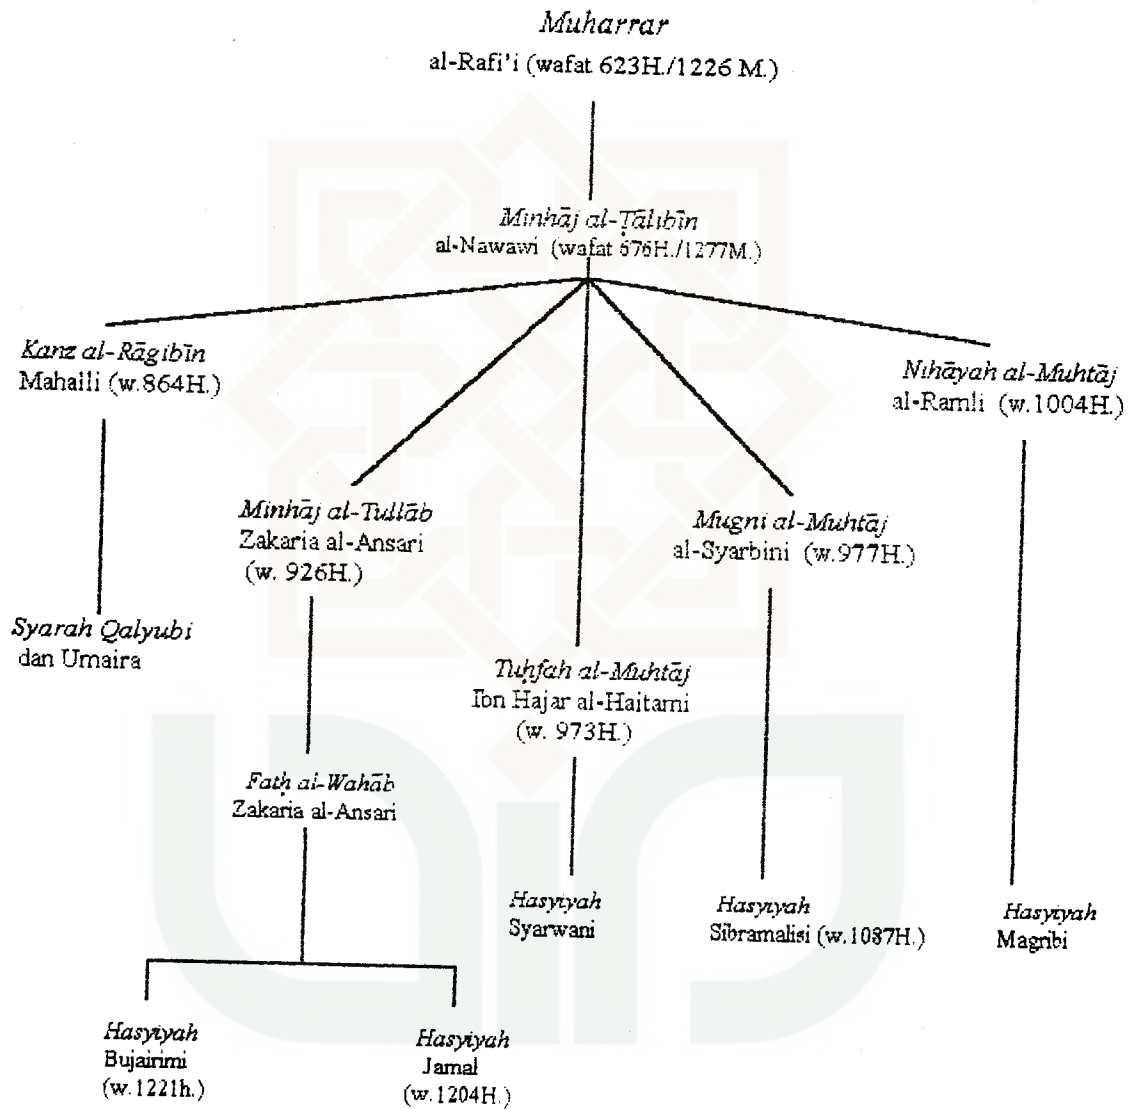 Muharrar
al-Rafi'i (wafat 623H./1226 M.)
Minhāj al-Ṭālibīn
al-Nawawi (wafat 676H./1277M.)
Kanz al-Rāgibīn
Mahalli (w.864H.)
Nihāyah al-Muhtāj
al-Ramli (w.1004H.)
Minhāj al-Tullāb
Zakaria al-Ansari
(w. 926H.)
Mugni al-Muhtāj
al-Syarbini (w.977H.)
Syarah Qalyubi
dan Umaira
Tuḥfah al-Muhtāj
Ibn Hajar al-Haitami
(w. 973H.)
Fatḥ al-Wahāb
Zakaria al-Ansari
Hasyiyah
Syarwani
Hasyiyah
Sibramalisi (w.1087H.)
Hasyiyah
Magribi
Hasyiyah
Bujairimi
(w.1221h.)
Hasyiyah
Jamal
(w.1204H.)